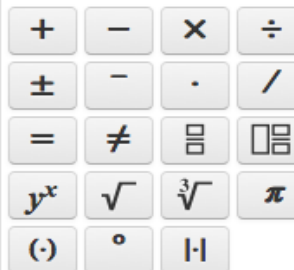 + − × ÷
± − · /
= ≠ □/□ □□/□
yˣ √ ∛ π
(·) ° |·|